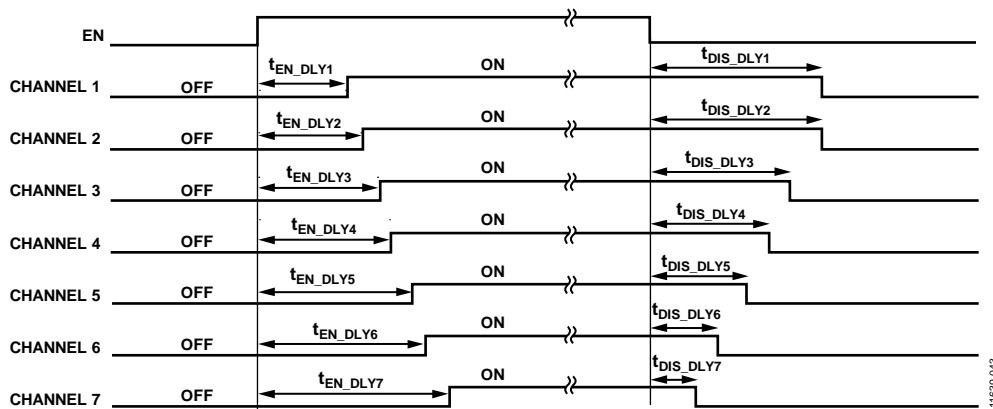 EN
CHANNEL 1 OFF tEN_DLY1 ON tDIS_DLY1
CHANNEL 2 OFF tEN_DLY2 ON tDIS_DLY2
CHANNEL 3 OFF tEN_DLY3 ON tDIS_DLY3
CHANNEL 4 OFF tEN_DLY4 ON tDIS_DLY4
CHANNEL 5 OFF tEN_DLY5 ON tDIS_DLY5
CHANNEL 6 OFF tEN_DLY6 ON tDIS_DLY6
CHANNEL 7 OFF tEN_DLY7 ON tDIS_DLY7